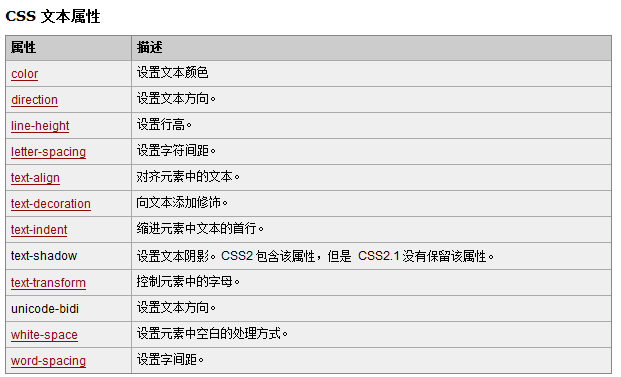 CSS 文本属性
属性 描述
color 设置文本颜色
direction 设置文本方向。
line-height 设置行高。
letter-spacing 设置字符间距。
text-align 对齐元素中的文本。
text-decoration 向文本添加修饰。
text-indent 缩进元素中文本的首行。
text-shadow 设置文本阴影。CSS2 包含该属性，但是 CSS2.1 没有保留该属性。
text-transform 控制元素中的字母。
unicode-bidi 设置文本方向。
white-space 设置元素中空白的处理方式。
word-spacing 设置字间距。